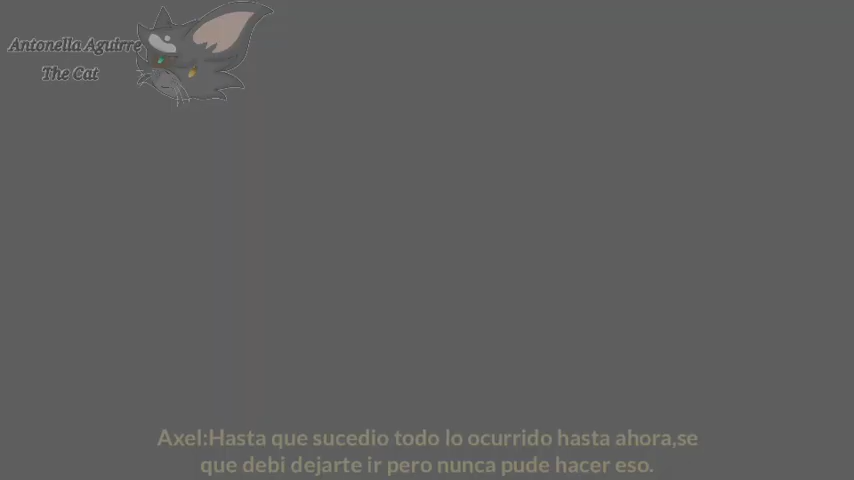 Antonella Aguirre
The Cat
Axel:Hasta que sucedio todo lo ocurrido hasta ahora,se
que debi dejarte ir pero nunca pude hacer eso.